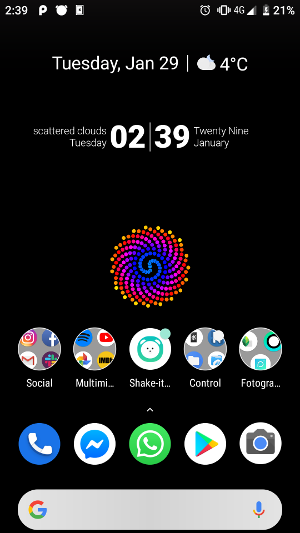 2:39
4G
21%
Tuesday, Jan 29
4°C
scattered clouds
Tuesday
02
39
Twenty Nine
January
Social
Multimi...
Shake-it...
Control
Fotogra...